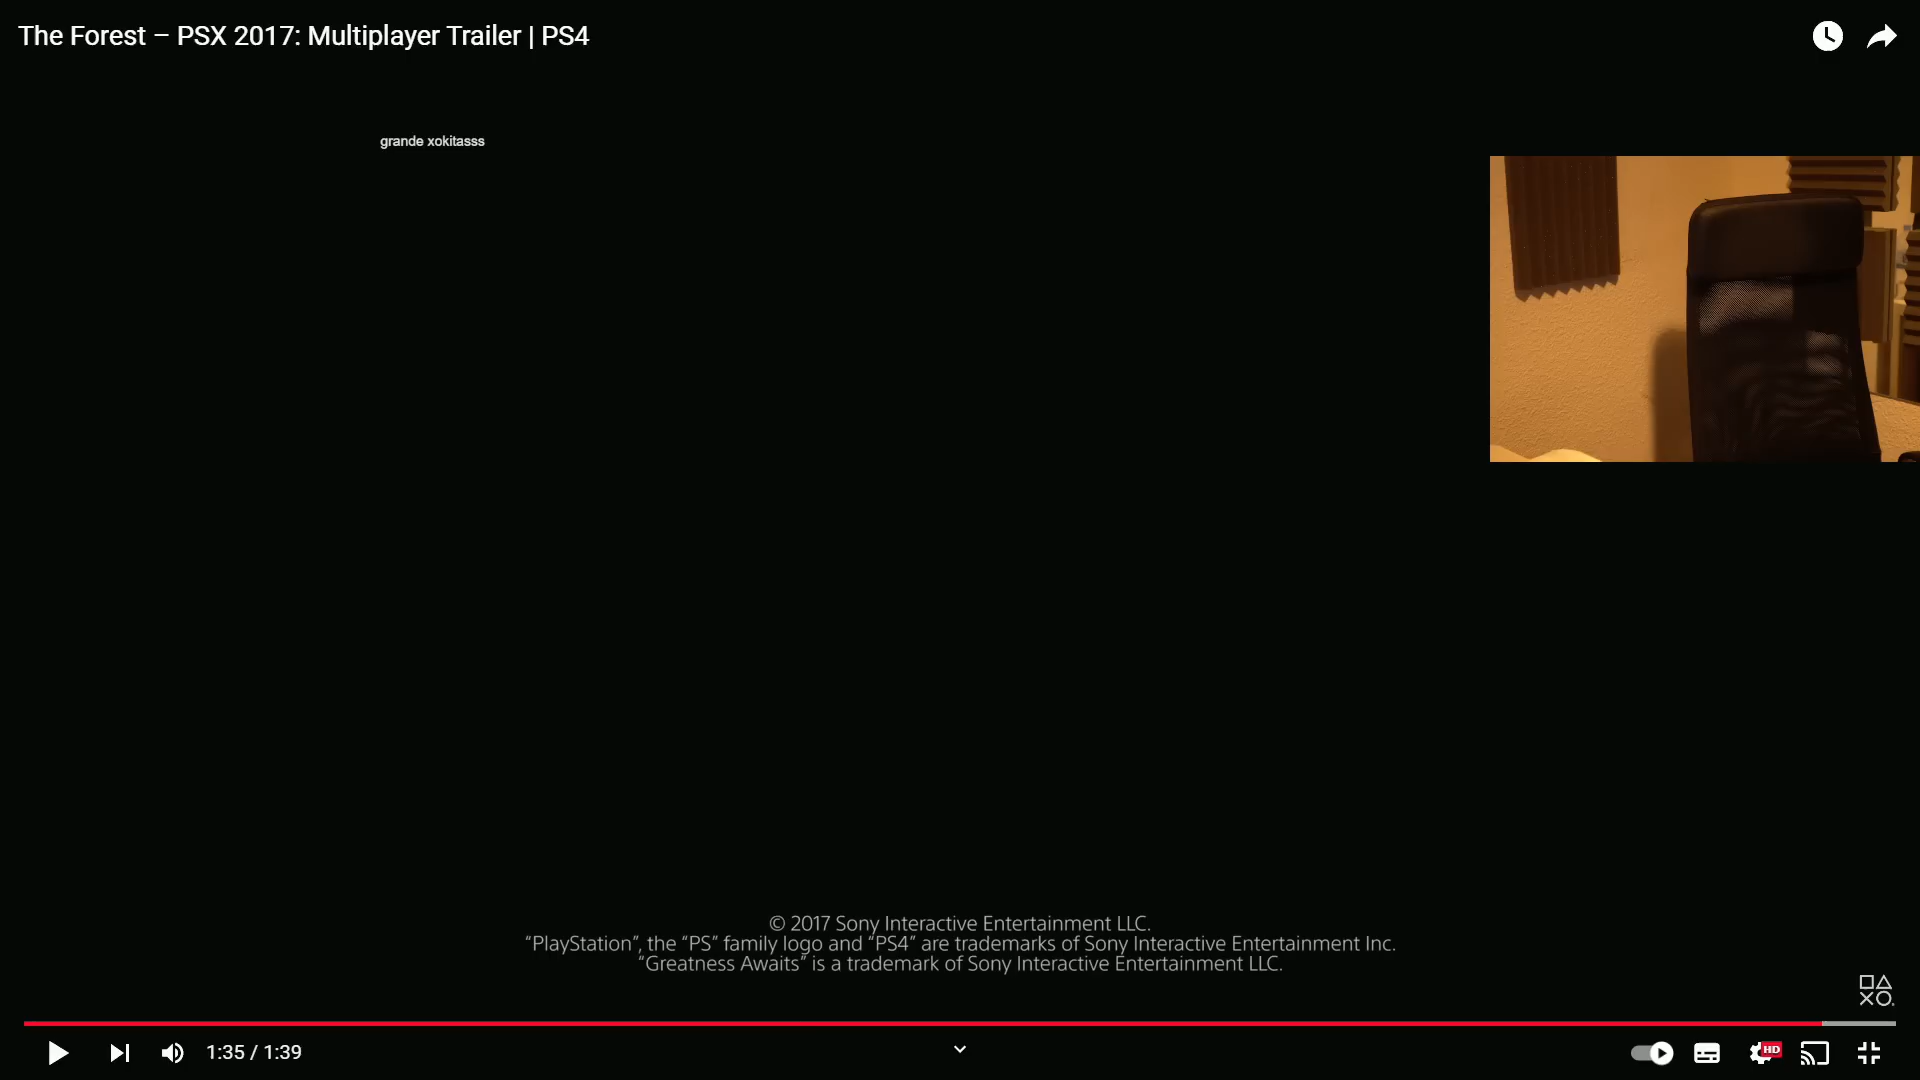 The Forest – PSX 2017: Multiplayer Trailer | PS4
grande xokitasss
© 2017 Sony Interactive Entertainment LLC.
“PlayStation”, the “PS” family logo and “PS4” are trademarks of Sony Interactive Entertainment Inc.
“Greatness Awaits” is a trademark of Sony Interactive Entertainment LLC.
1:35 / 1:39
HD